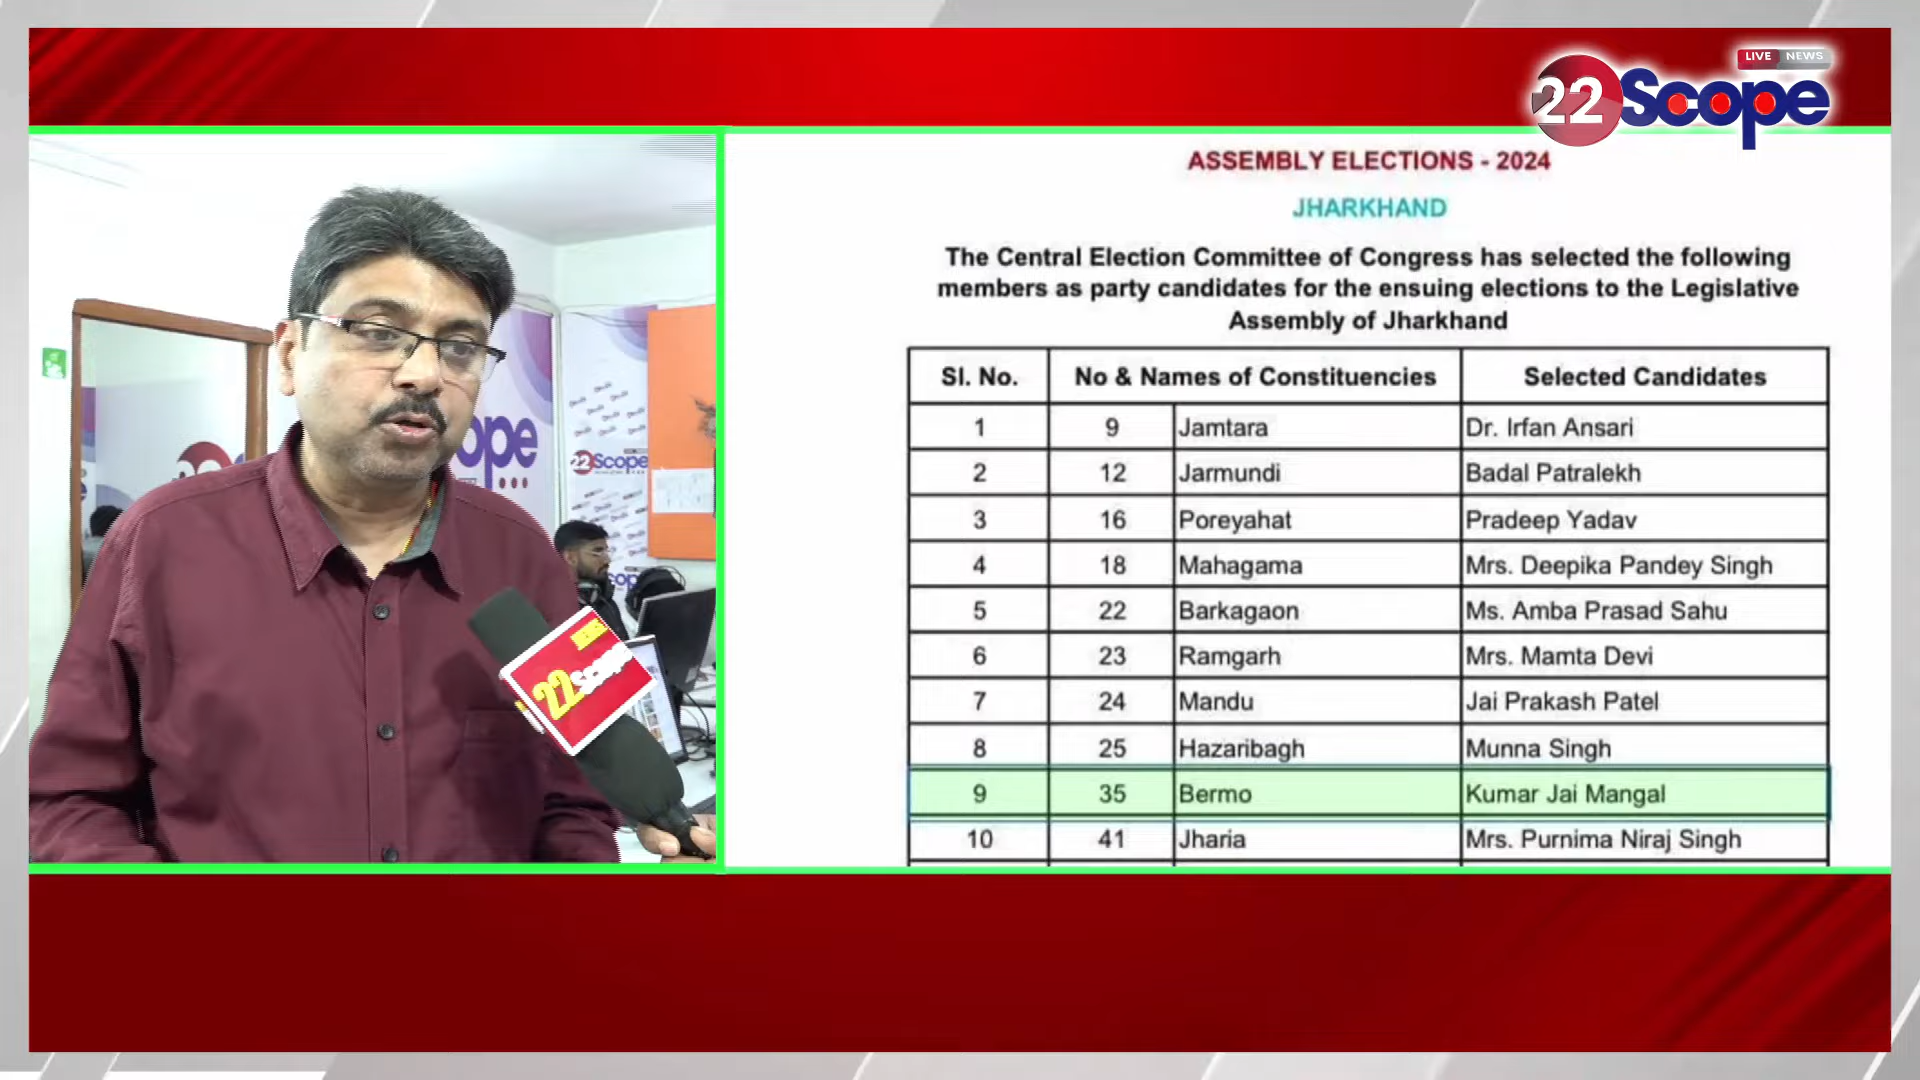 LIVE NEWS
22Scope
ASSEMBLY ELECTIONS - 2024
JHARKHAND
The Central Election Committee of Congress has selected the following
members as party candidates for the ensuing elections to the Legislative
Assembly of Jharkhand
Sl. No. No & Names of Constituencies Selected Candidates
1 9 Jamtara Dr. Irfan Ansari
2 12 Jarmundi Badal Patralekh
3 16 Poreyahat Pradeep Yadav
4 18 Mahagama Mrs. Deepika Pandey Singh
5 22 Barkagaon Ms. Amba Prasad Sahu
6 23 Ramgarh Mrs. Mamta Devi
7 24 Mandu Jai Prakash Patel
8 25 Hazaribagh Munna Singh
9 35 Bermo Kumar Jai Mangal
10 41 Jharia Mrs. Purnima Niraj Singh
ope
22Scope
NEWS
22Scope